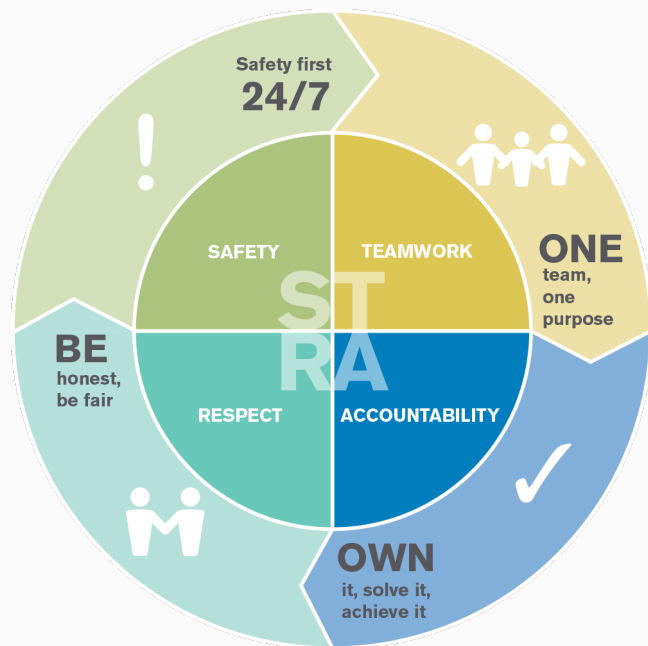 Safety first
24/7
SAFETY
TEAMWORK
ONE
team,
one
purpose
ST
RA
BE
honest,
be fair
RESPECT
ACCOUNTABILITY
OWN
it, solve it,
achieve it